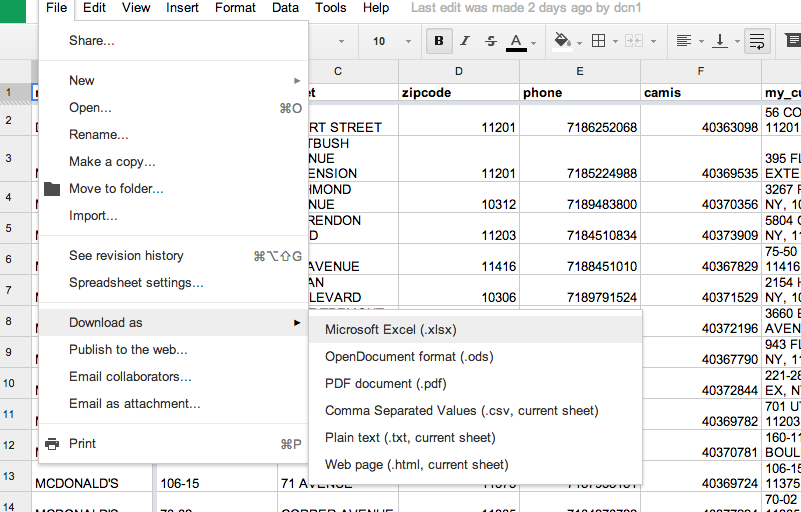 File Edit View Insert Format Data Tools Help Last edit was made 2 days ago by dcn1
10 B I S A
C D E F
1 zipcode phone camis my_cu
Share...
New
Open... ⌘O
Rename...
Make a copy...
Move to folder...
Import...
See revision history ⌘⌥⇧G
Spreadsheet settings...
Download as
Publish to the web...
Email collaborators...
Email as attachment...
Print ⌘P
Microsoft Excel (.xlsx)
OpenDocument format (.ods)
PDF document (.pdf)
Comma Separated Values (.csv, current sheet)
Plain text (.txt, current sheet)
Web page (.html, current sheet)
56 CO
2 RT STREET 11201 7186252068 40363098 11201
TBUSH
NUE 395 FL
3 ENSION 11201 7185224988 40369535 EXTE
HMOND 3267 F
4 NUE 10312 7189483800 40370356 NY, 10
RENDON 5804 C
5 D 11203 7184510834 40373909 NY, 11
75-50
6 AVENUE 11416 7188451010 40367829 11416
AN 2154 H
7 LEVARD 10306 7189791524 40371529 NY, 10
3660 E
8 40372196 AVEN
943 FL
9 40367790 NY, 11
221-28
10 40372844 EX, N
701 UT
11 40369782 11203
160-11
12 40370781 BOUL
106-15
13 MCDONALD'S 106-15 71 AVENUE 40369724 11375
70-02
14